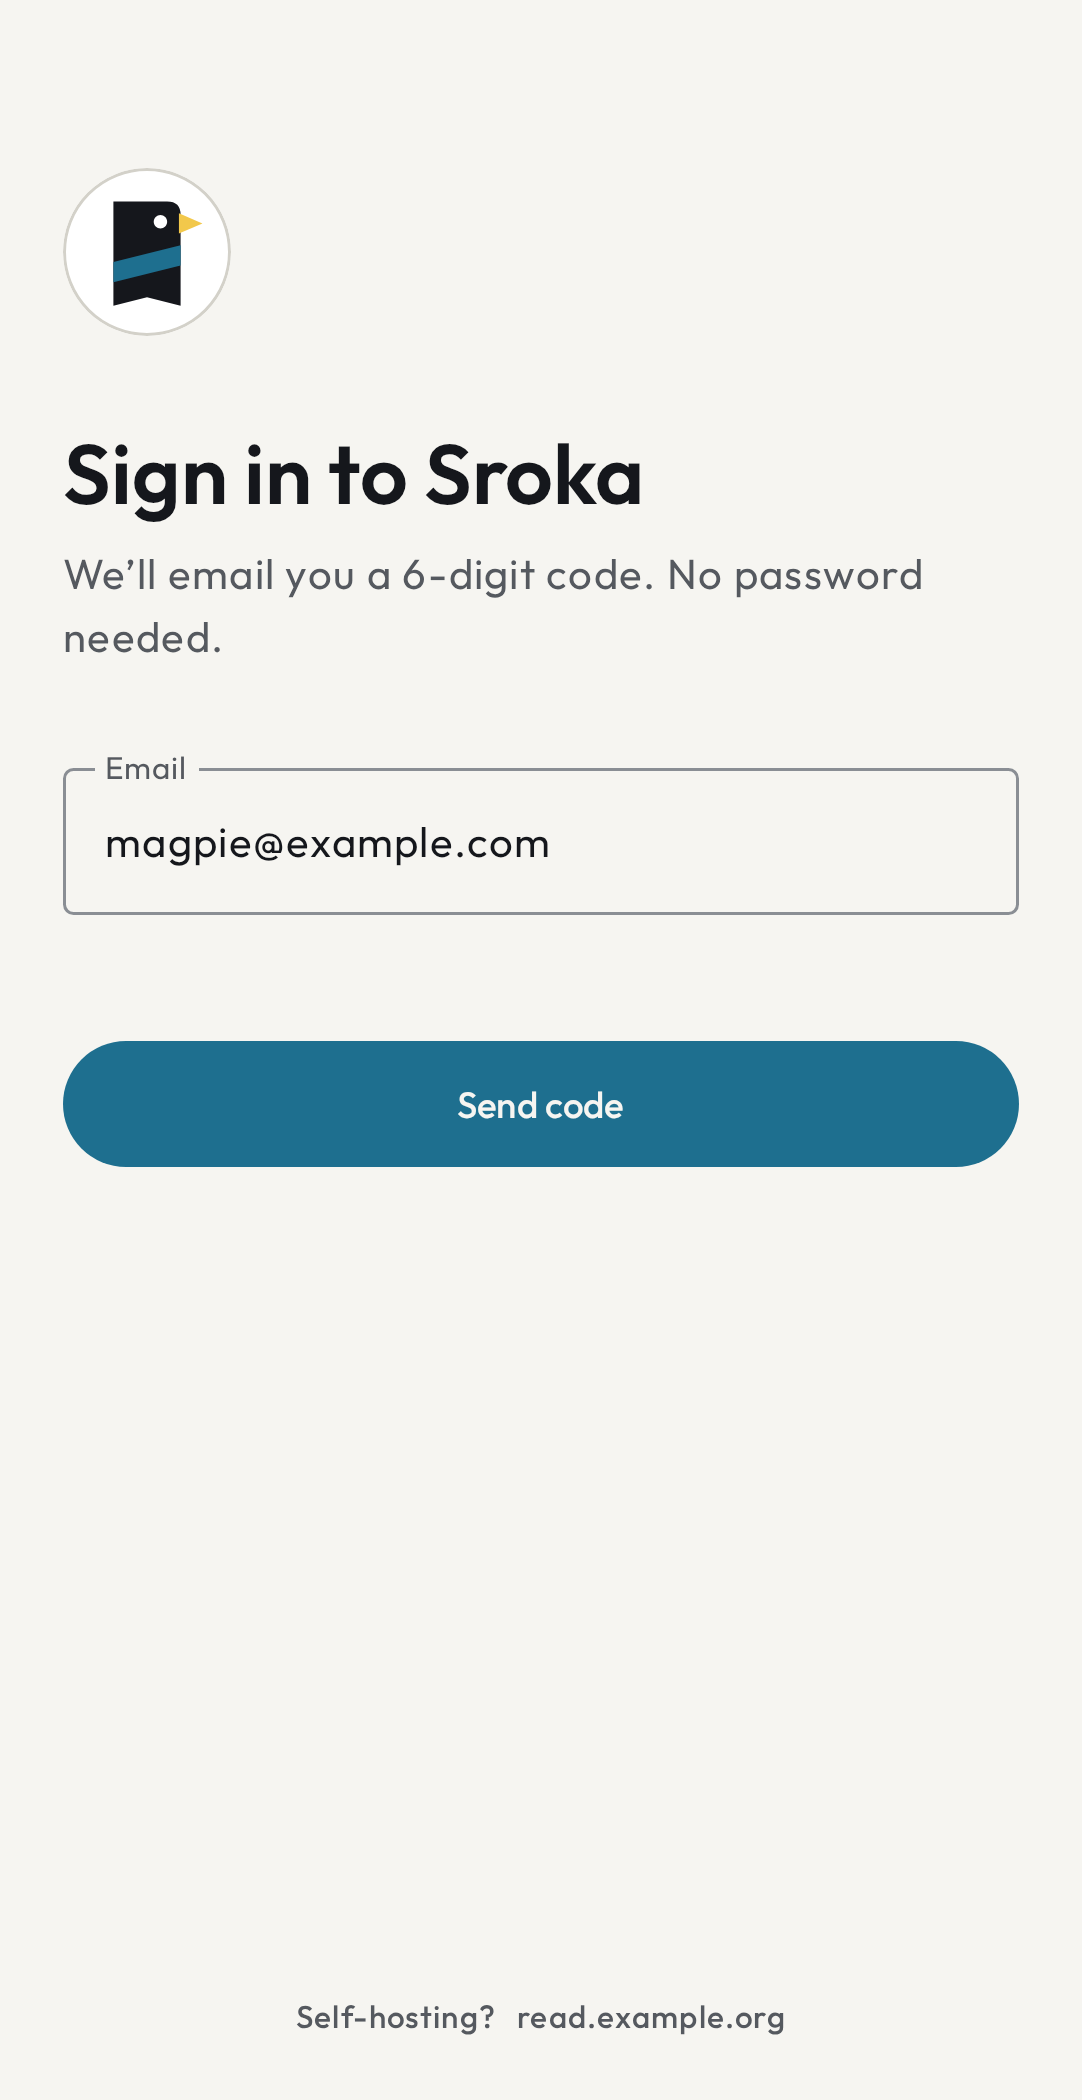 Sign in to Sroka
We’ll email you a 6-digit code. No password
needed.
Email
magpie@example.com
Send code
Self-hosting? read.example.org